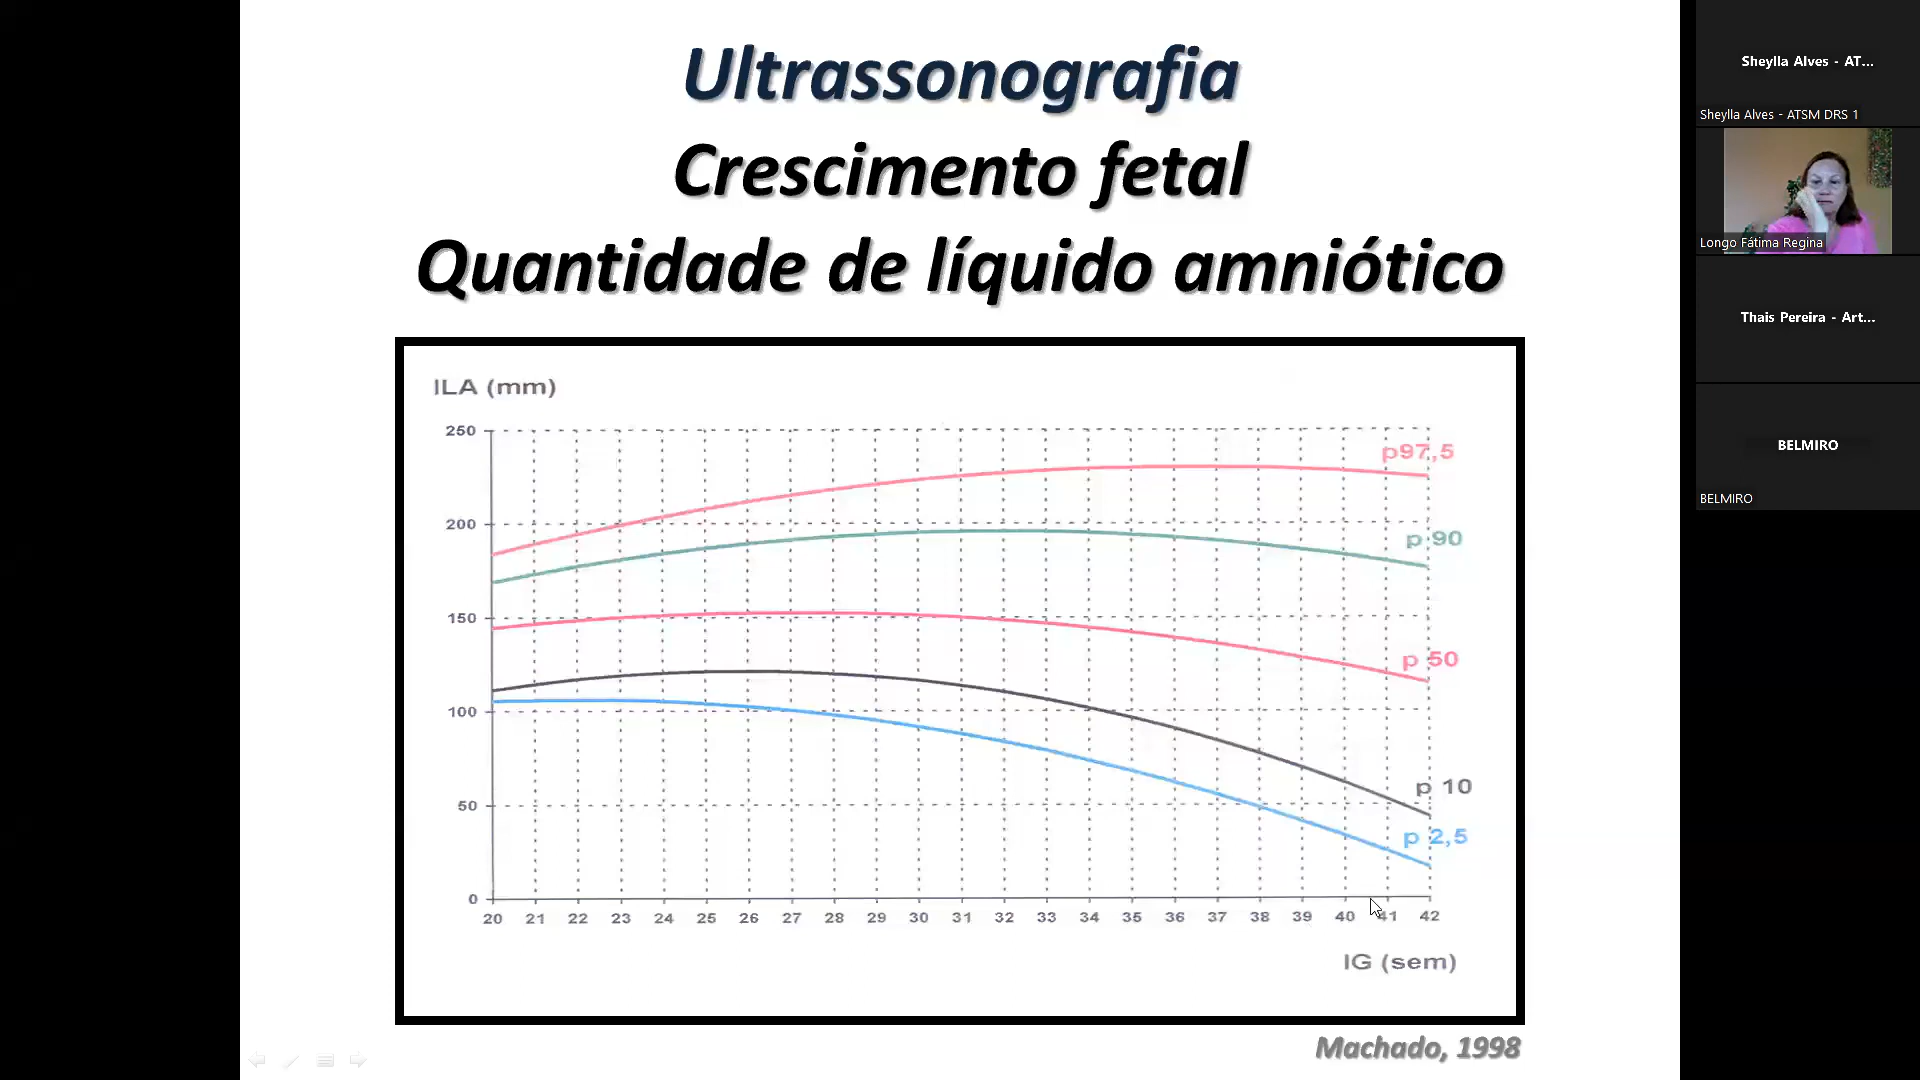 Ultrassonografia
Crescimento fetal
Quantidade de líquido amniótico
ILA (mm)
250
200
150
100
50
0
p97,5
p 90
p 50
p 10
p 2,5
20 21 22 23 24 25 26 27 28 29 30 31 32 33 34 35 36 37 38 39 40 41 42
IG (sem)
Machado, 1998
Sheylla Alves - AT...
Sheylla Alves - ATSM DRS 1
Longo Fátima Regina
Thais Pereira - Art...
BELMIRO
BELMIRO